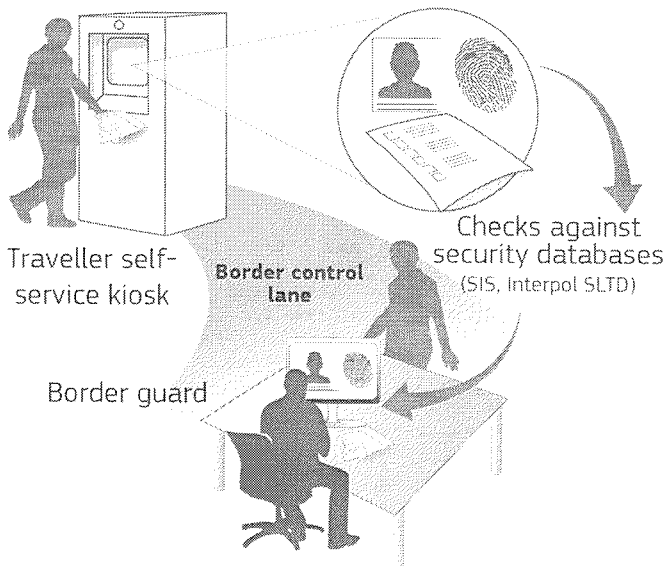 Traveller self-
service kiosk
Checks against
security databases
(SIS, Interpol SLTD)
Border control
lane
Border guard